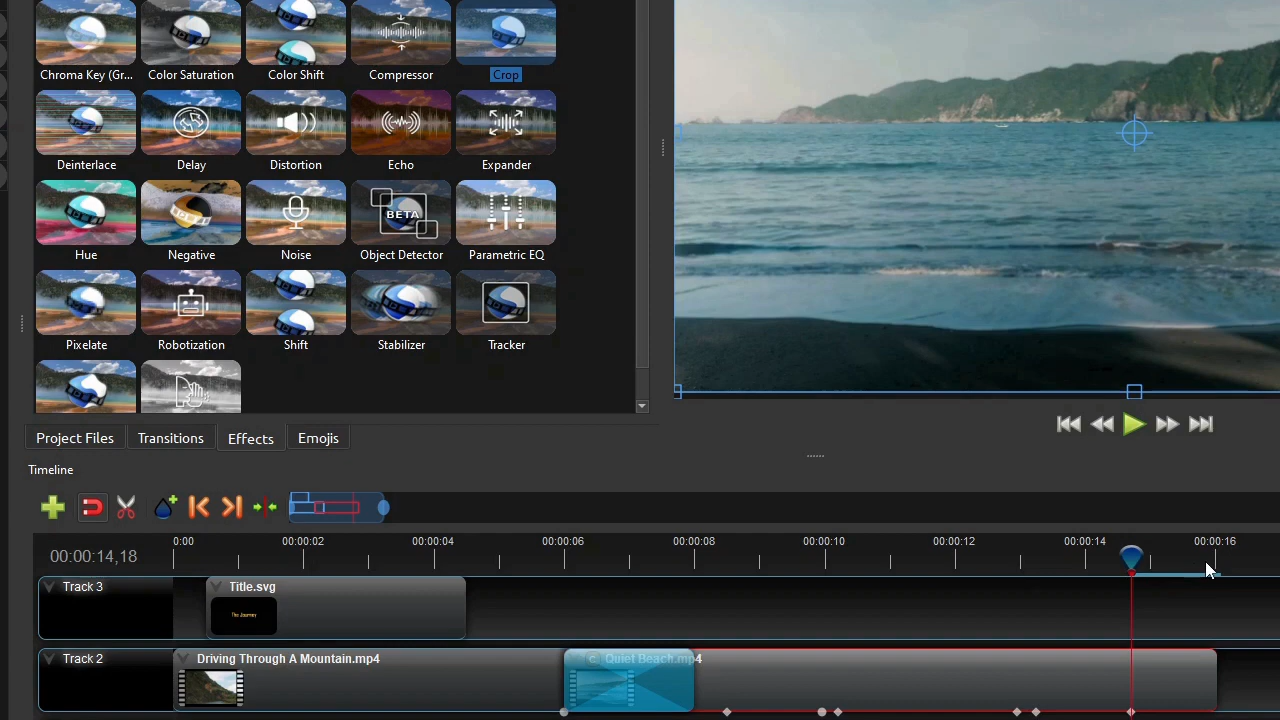 Chroma Key (Gr...
Color Saturation
Color Shift
Compressor
Crop
Deinterlace
Delay
Distortion
Echo
Expander
BETA
Hue
Negative
Noise
Object Detector
Parametric EQ
Pixelate
Robotization
Shift
Stabilizer
Tracker
Project Files
Transitions
Effects
Emojis
Timeline
00:00:14,18
0:00
00:00:02
00:00:04
00:00:06
00:00:08
00:00:10
00:00:12
00:00:14
00:00:16
Track 3
Title.svg
The Journey
Track 2
Driving Through A Mountain.mp4
C Quiet Beach.mp4